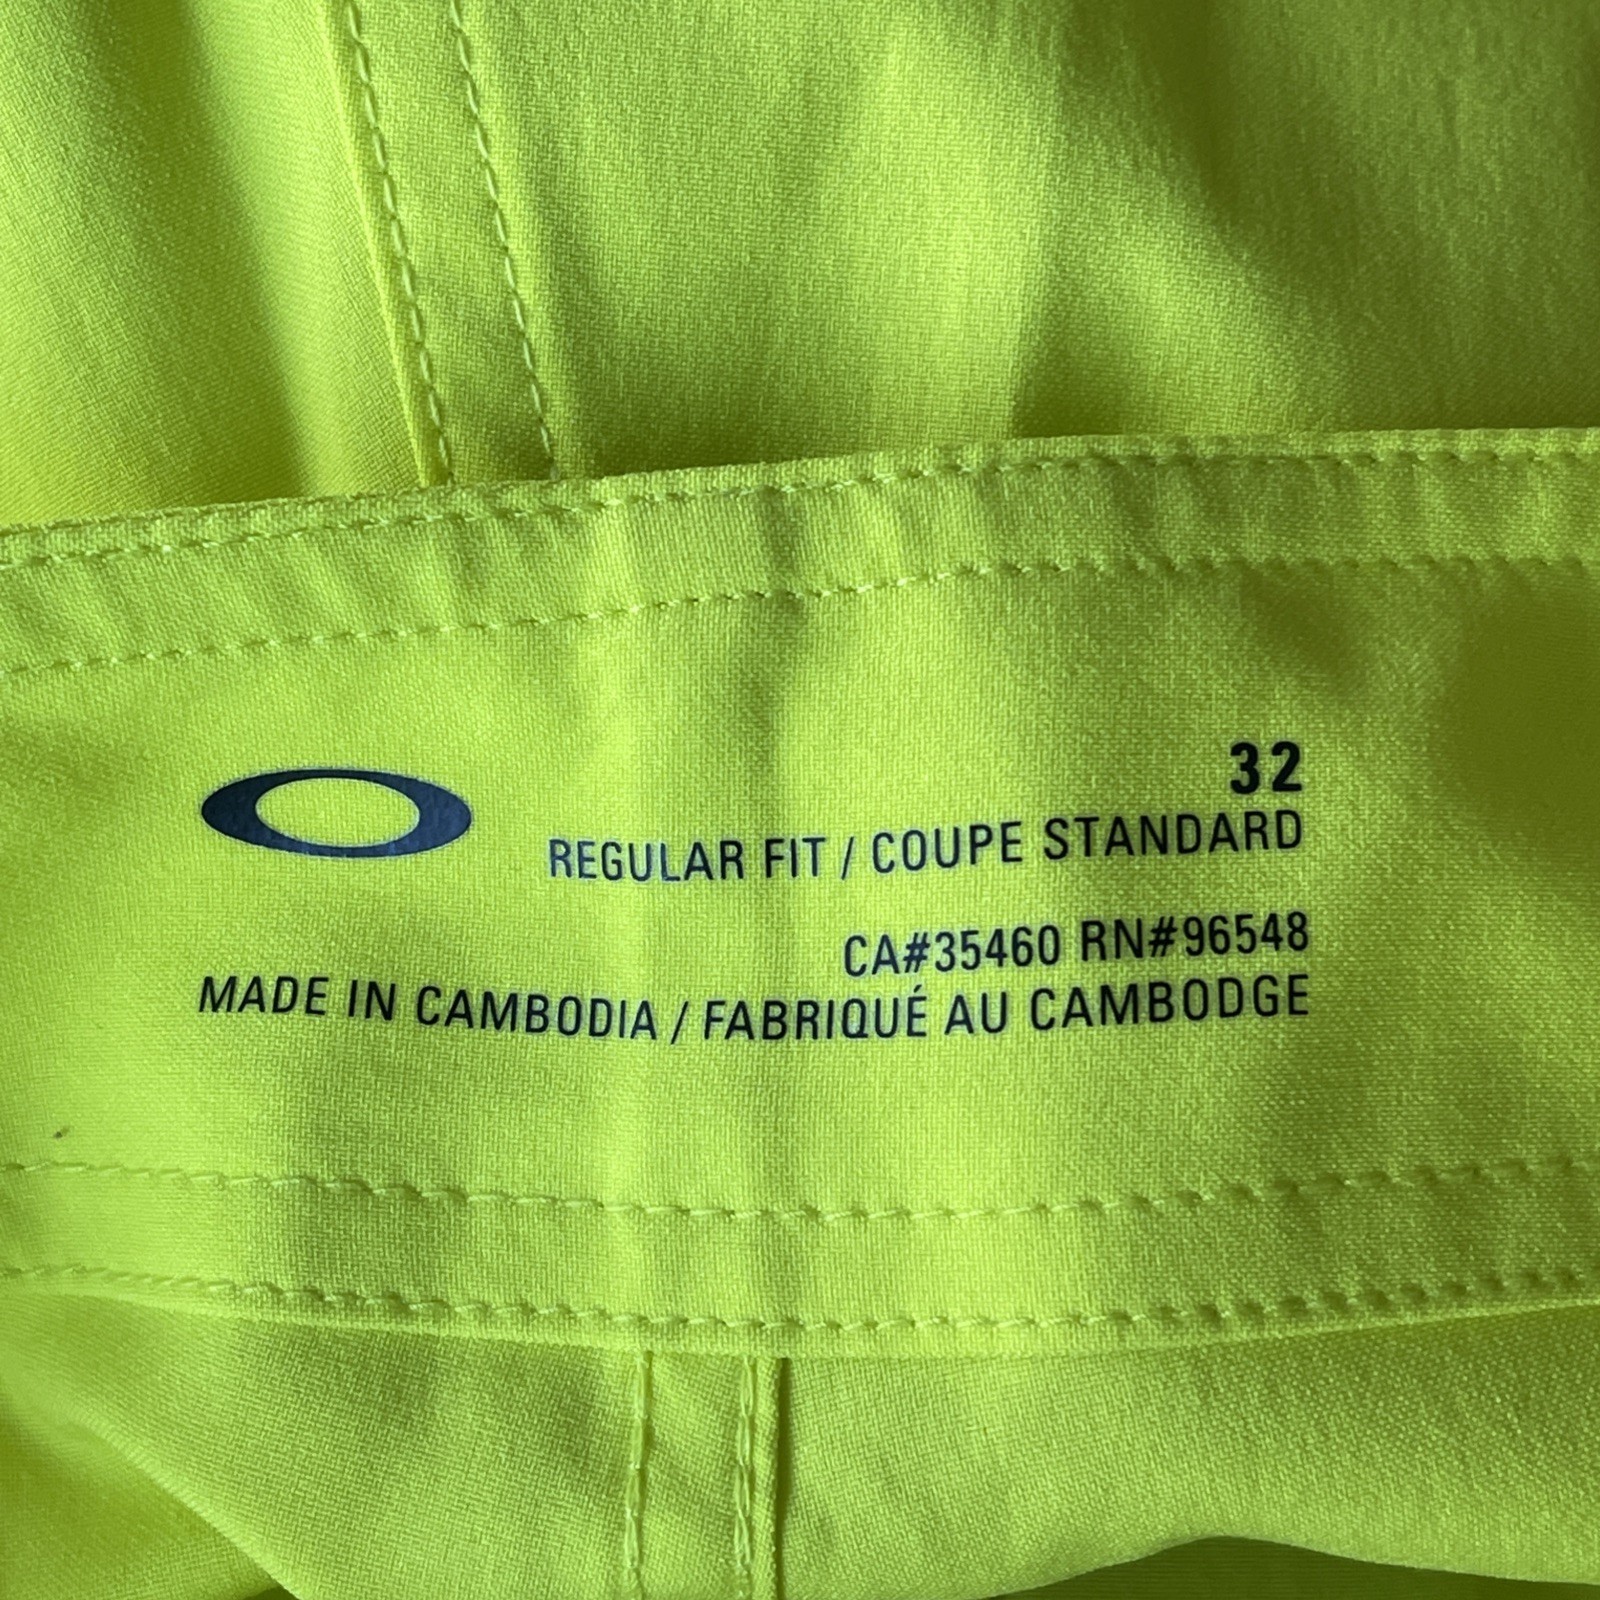 32
REGULAR FIT / COUPE STANDARD
CA#35460 RN#96548
MADE IN CAMBODIA / FABRIQUÉ AU CAMBODGE